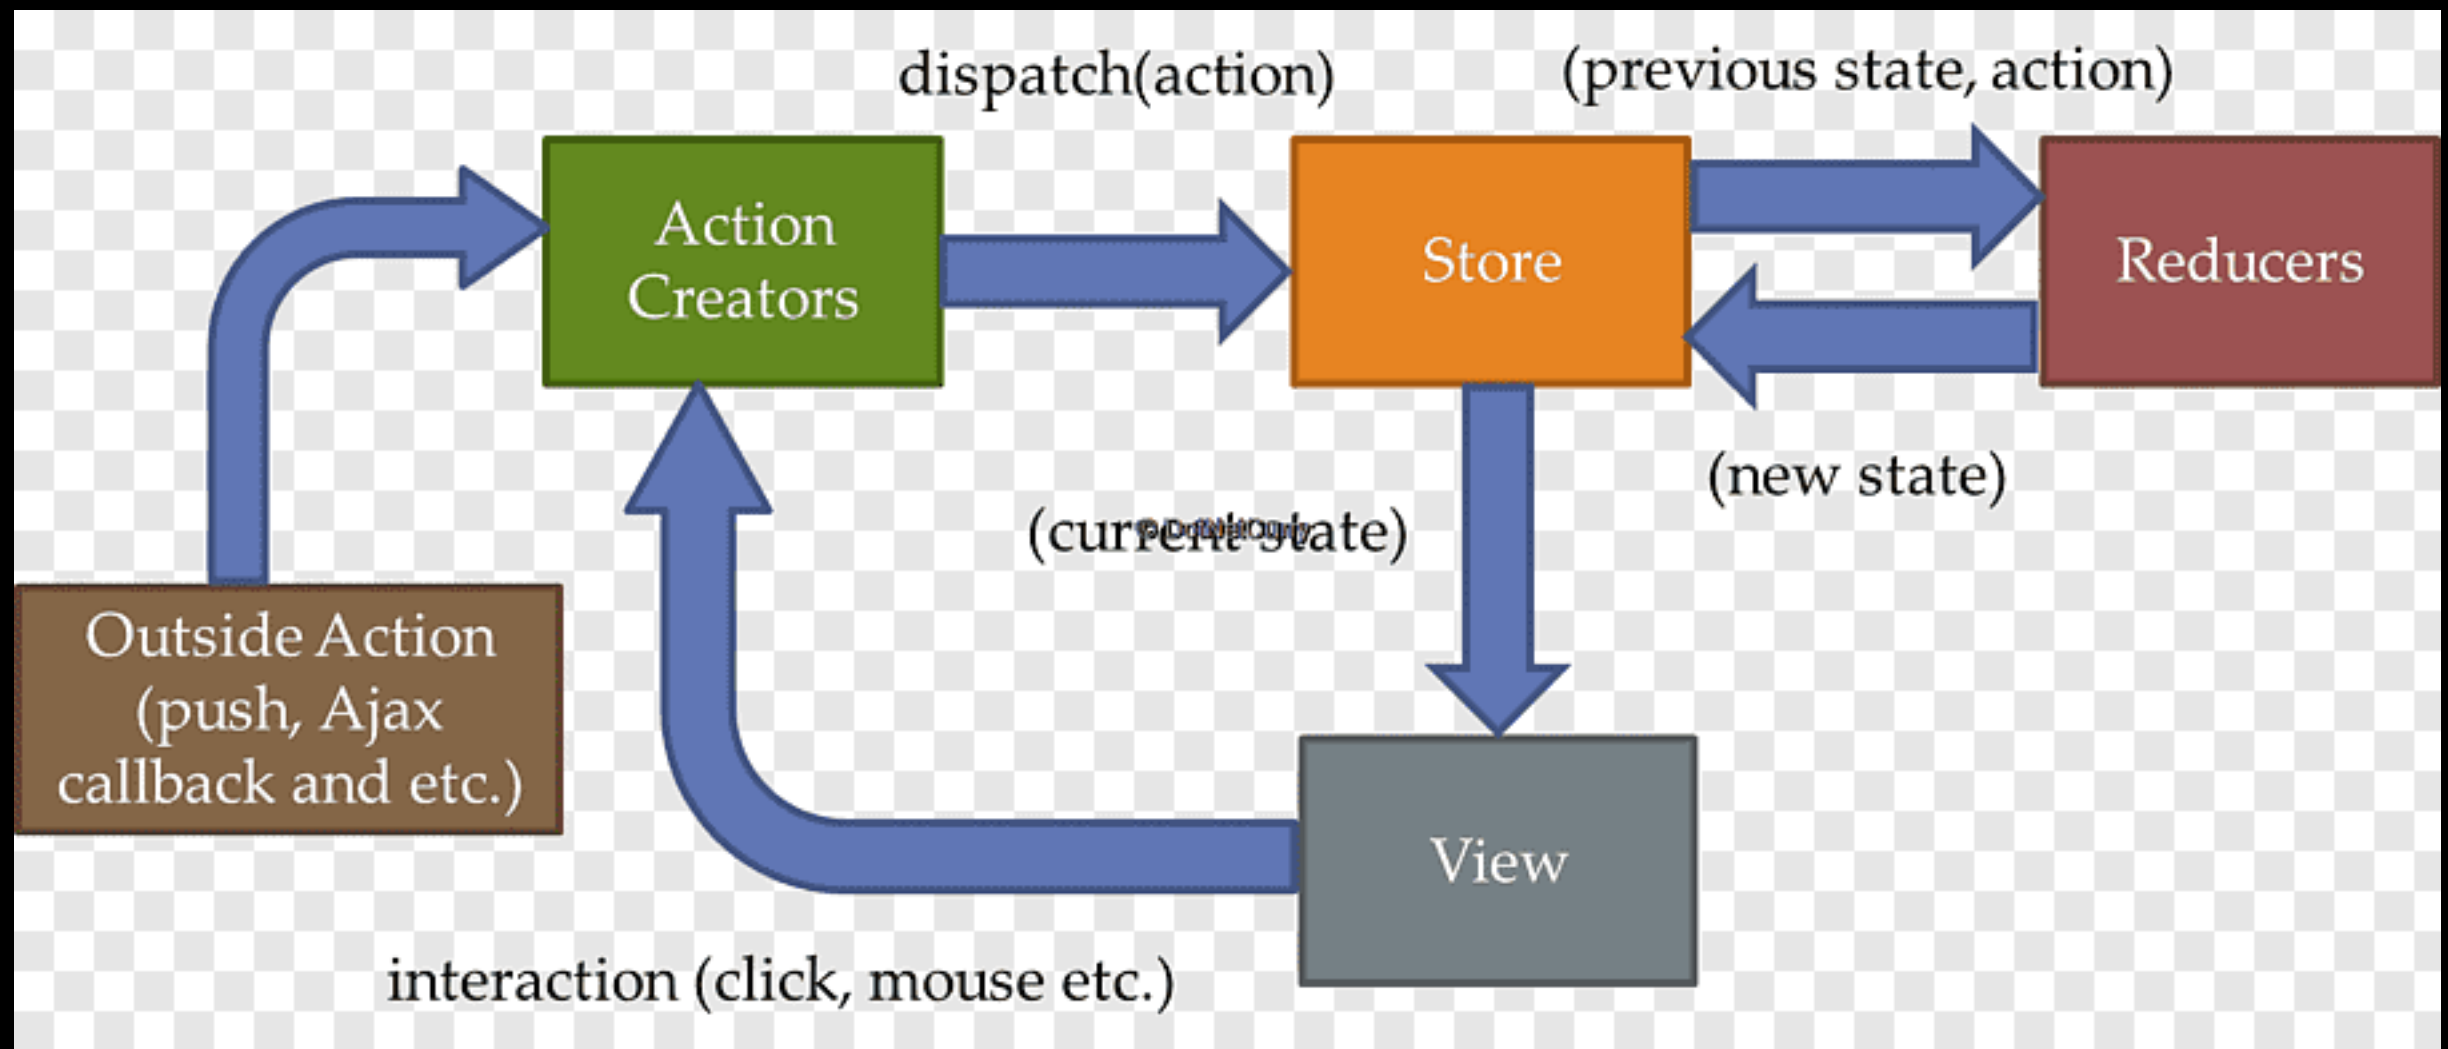 dispatch(action)
(previous state, action)
Action
Creators
Store
Reducers
(new state)
(current state)
Outside Action
(push, Ajax
callback and etc.)
View
interaction (click, mouse etc.)